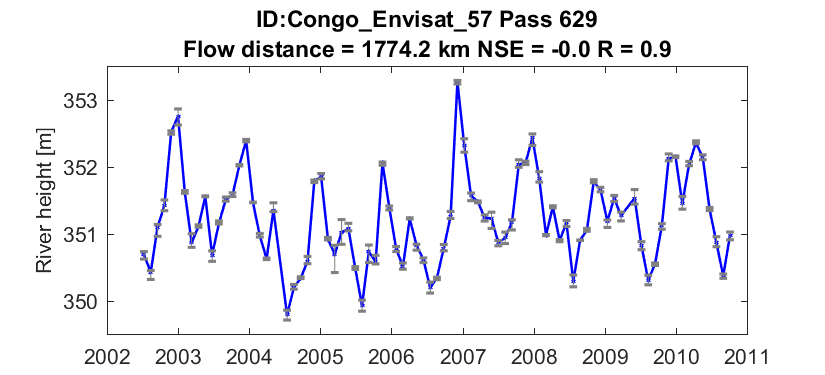 ID:Congo_Envisat_57 Pass 629
Flow distance = 1774.2 km NSE = -0.0 R = 0.9
River height [m]
353
352
351
350
2002 2003 2004 2005 2006 2007 2008 2009 2010 2011